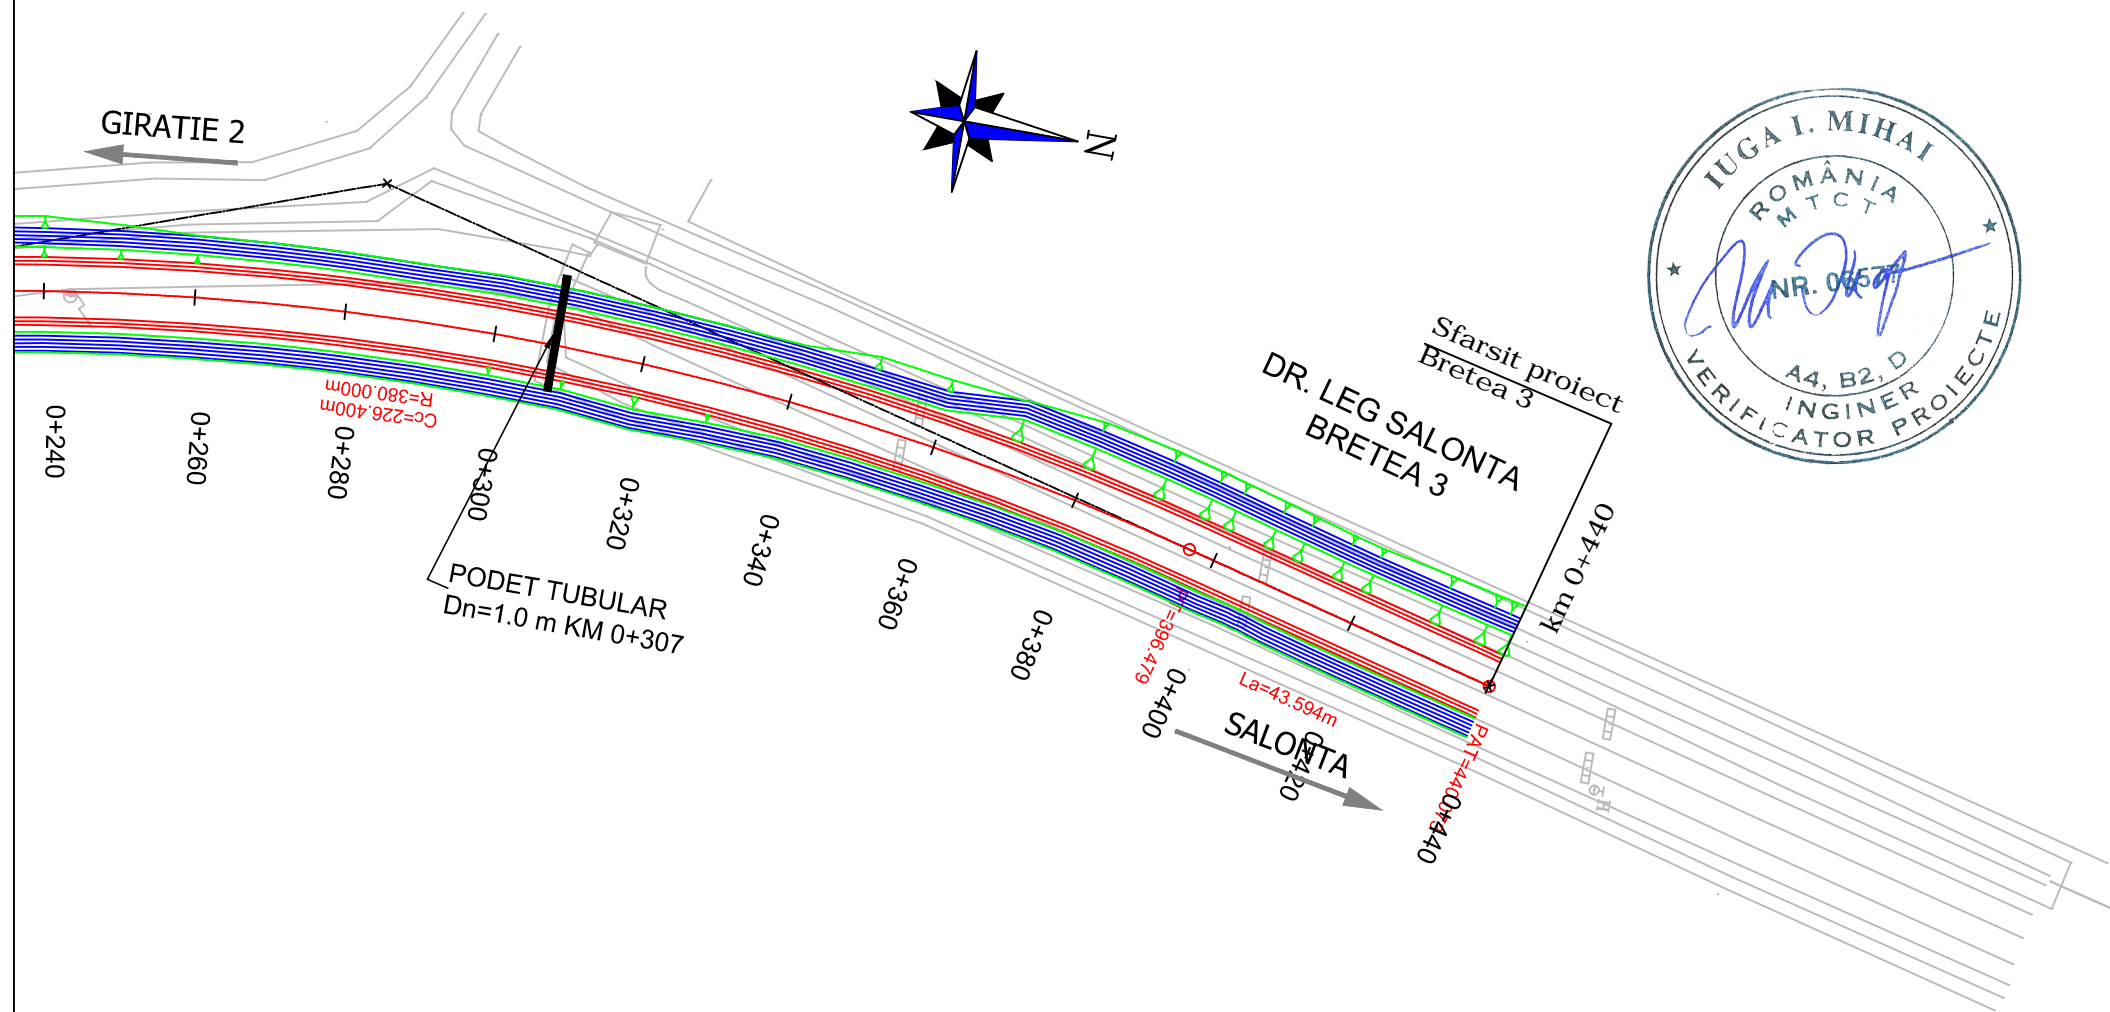 GIRATIE 2
N
IUGA I. MIHAI
ROMÂNIA
MTCT
NR. 06577
A4, B2, D
INGINER
VERIFICATOR PROIECTE
Sfarsit proiect
Bretea 3
DR. LEG SALONTA
BRETEA 3
km 0+440
R=380.000m
Cc=226.400m
0+240
0+260
0+280
0+300
0+320
0+340
0+360
0+380
0+400
0+420
0+440
PODET TUBULAR
Dn=1.0 m KM 0+307
La=43.594m
SALONTA